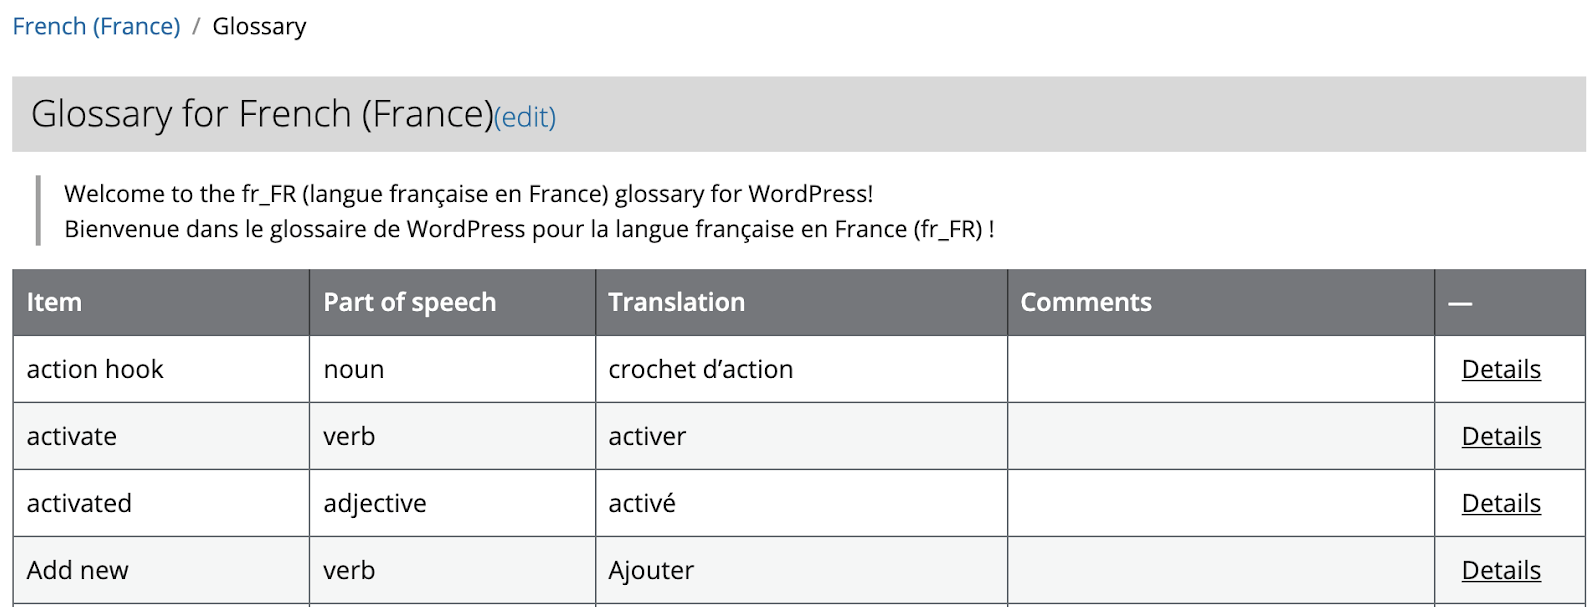 French (France) / Glossary
Glossary for French (France)(edit)
Welcome to the fr_FR (langue française en France) glossary for WordPress!
Bienvenue dans le glossaire de WordPress pour la langue française en France (fr_FR) !
Item Part of speech Translation Comments —
action hook noun crochet d’action Details
activate verb activer Details
activated adjective activé Details
Add new verb Ajouter Details